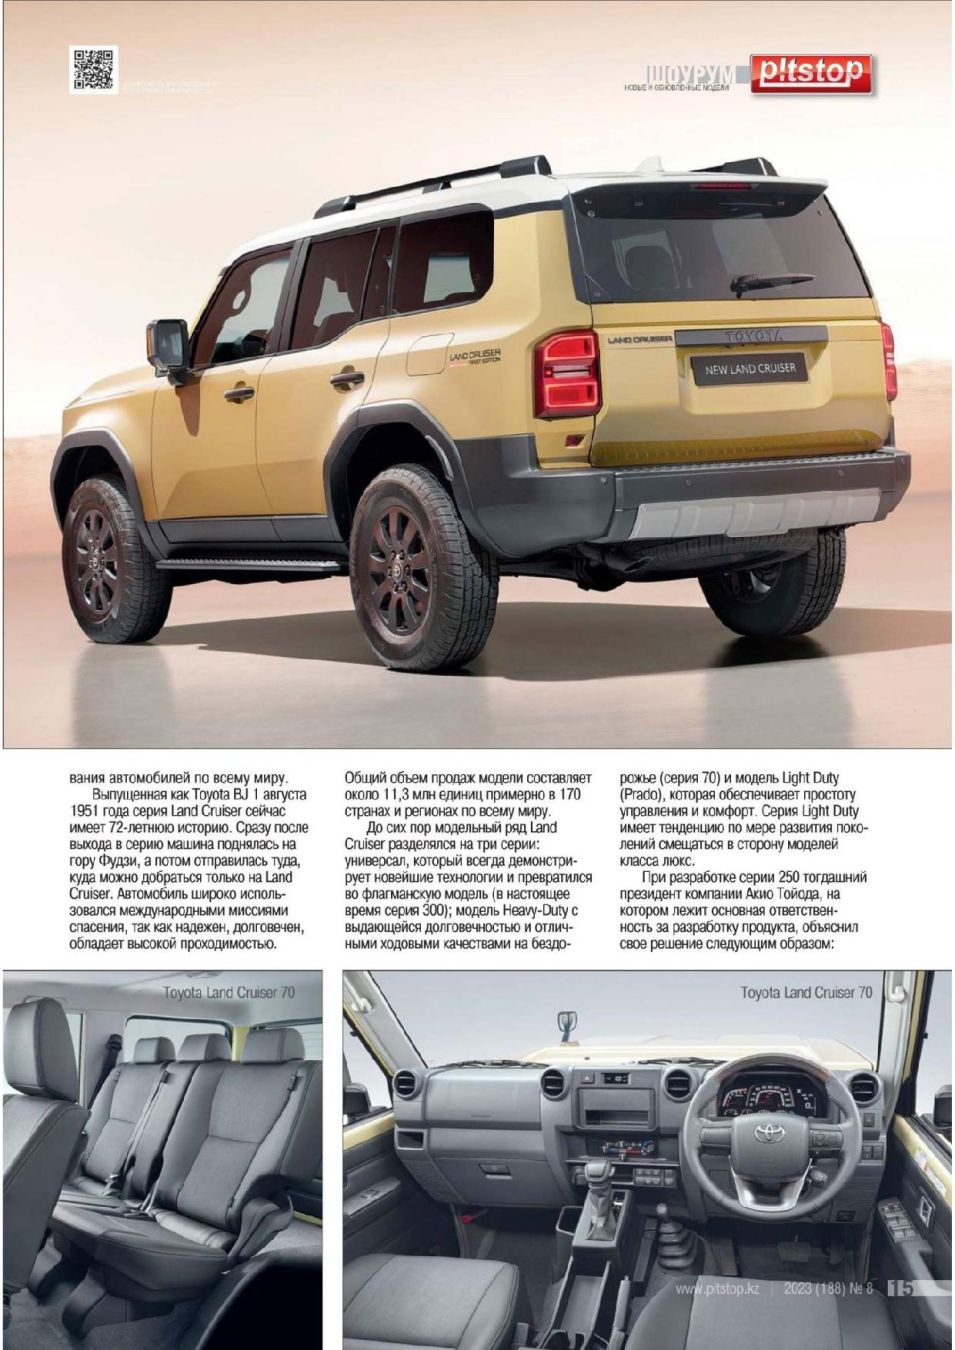 ШОУРУМ
pitstop
НОВЫЕ И ОБНОВЛЕННЫЕ МОДЕЛИ
LAND CRUISER
FIRST EDITION
LAND CRUISER
TOYOTA
NEW LAND CRUISER
вания автомобилей по всему миру.
Выпущенная как Toyota BJ 1 августа
1951 года серия Land Cruiser сейчас
имеет 72-летнюю историю. Сразу после
выхода в серию машина поднялась на
гору Фудзи, а потом отправилась туда,
куда можно добраться только на Land
Cruiser. Автомобиль широко исполь-
зовался международными миссиями
спасения, так как надежен, долговечен,
обладает высокой проходимостью.
Общий объем продаж модели составляет
около 11,3 млн единиц примерно в 170
странах и регионах по всему миру.
До сих пор модельный ряд Land
Cruiser разделялся на три серии:
универсал, который всегда демонстри-
рует новейшие технологии и превратился
во флагманскую модель (в настоящее
время серия 300); модель Heavy-Duty с
выдающейся долговечностью и отлич-
ными ходовыми качествами на бездо-
рожье (серия 70) и модель Light Duty
(Prado), которая обеспечивает простоту
управления и комфорт. Серия Light Duty
имеет тенденцию по мере развития поко-
лений смещаться в сторону моделей
класса люкс.
При разработке серии 250 тогдашний
президент компании Акио Тойода, на
котором лежит основная ответствен-
ность за разработку продукта, объяснил
свое решение следующим образом:
Toyota Land Cruiser 70
Toyota Land Cruiser 70
www.pitstop.kz | 2023 (188) № 8 15